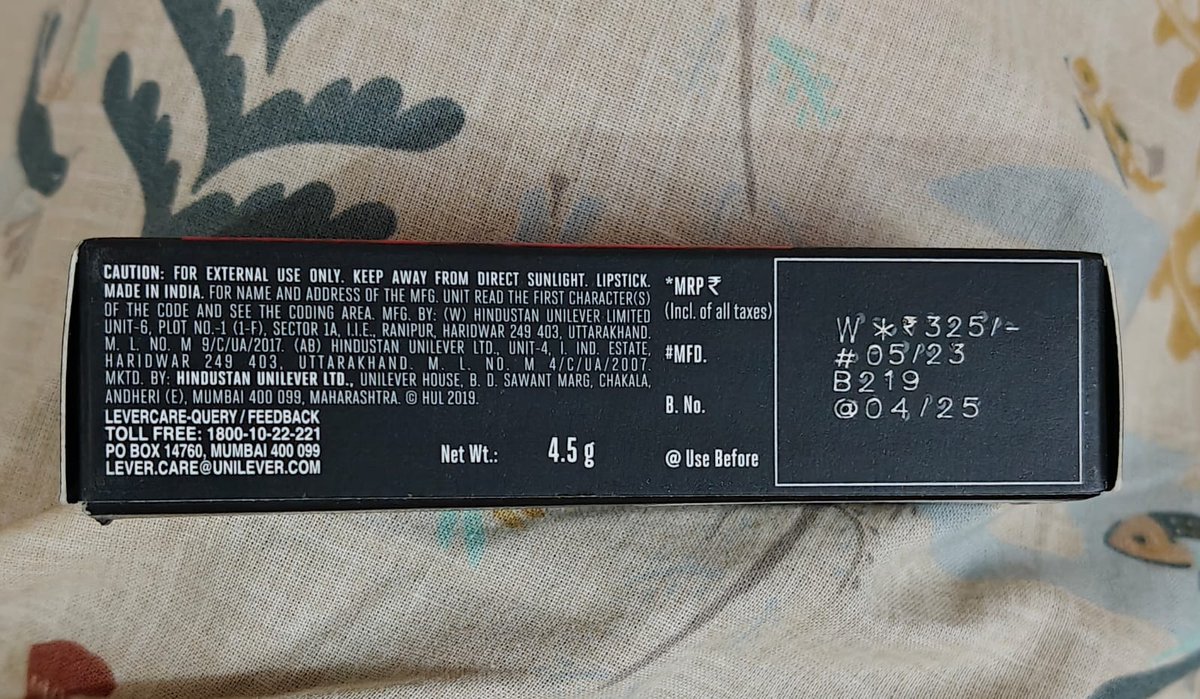 CAUTION: FOR EXTERNAL USE ONLY. KEEP AWAY FROM DIRECT SUNLIGHT. LIPSTICK.
MADE IN INDIA. FOR NAME AND ADDRESS OF THE MFG. UNIT READ THE FIRST CHARACTER(S)
OF THE CODE AND SEE THE CODING AREA. MFG. BY: (W) HINDUSTAN UNILEVER LIMITED
UNIT-6, PLOT NO.-1 (1-F), SECTOR 1A, I.I.E., RANIPUR, HARIDWAR 249 403, UTTARAKHAND.
M. L. NO. M 9/C/UA/2017. (AB) HINDUSTAN UNILEVER LTD., UNIT-4, I. IND. ESTATE,
HARIDWAR 249 403, UTTARAKHAND. M. L. NO. M 4/C/UA/2007.
MKTD. BY: HINDUSTAN UNILEVER LTD., UNILEVER HOUSE, B. D. SAWANT MARG, CHAKALA,
ANDHERI (E), MUMBAI 400 099, MAHARASHTRA. © HUL 2019.
LEVERCARE-QUERY / FEEDBACK
TOLL FREE: 1800-10-22-221
PO BOX 14760, MUMBAI 400 099
LEVER.CARE@UNILEVER.COM
Net Wt.: 4.5 g
*MRP ₹
(Incl. of all taxes)
#MFD.
B. No.
@ Use Before
W *₹325/-
# 05/23
B219
@04/25